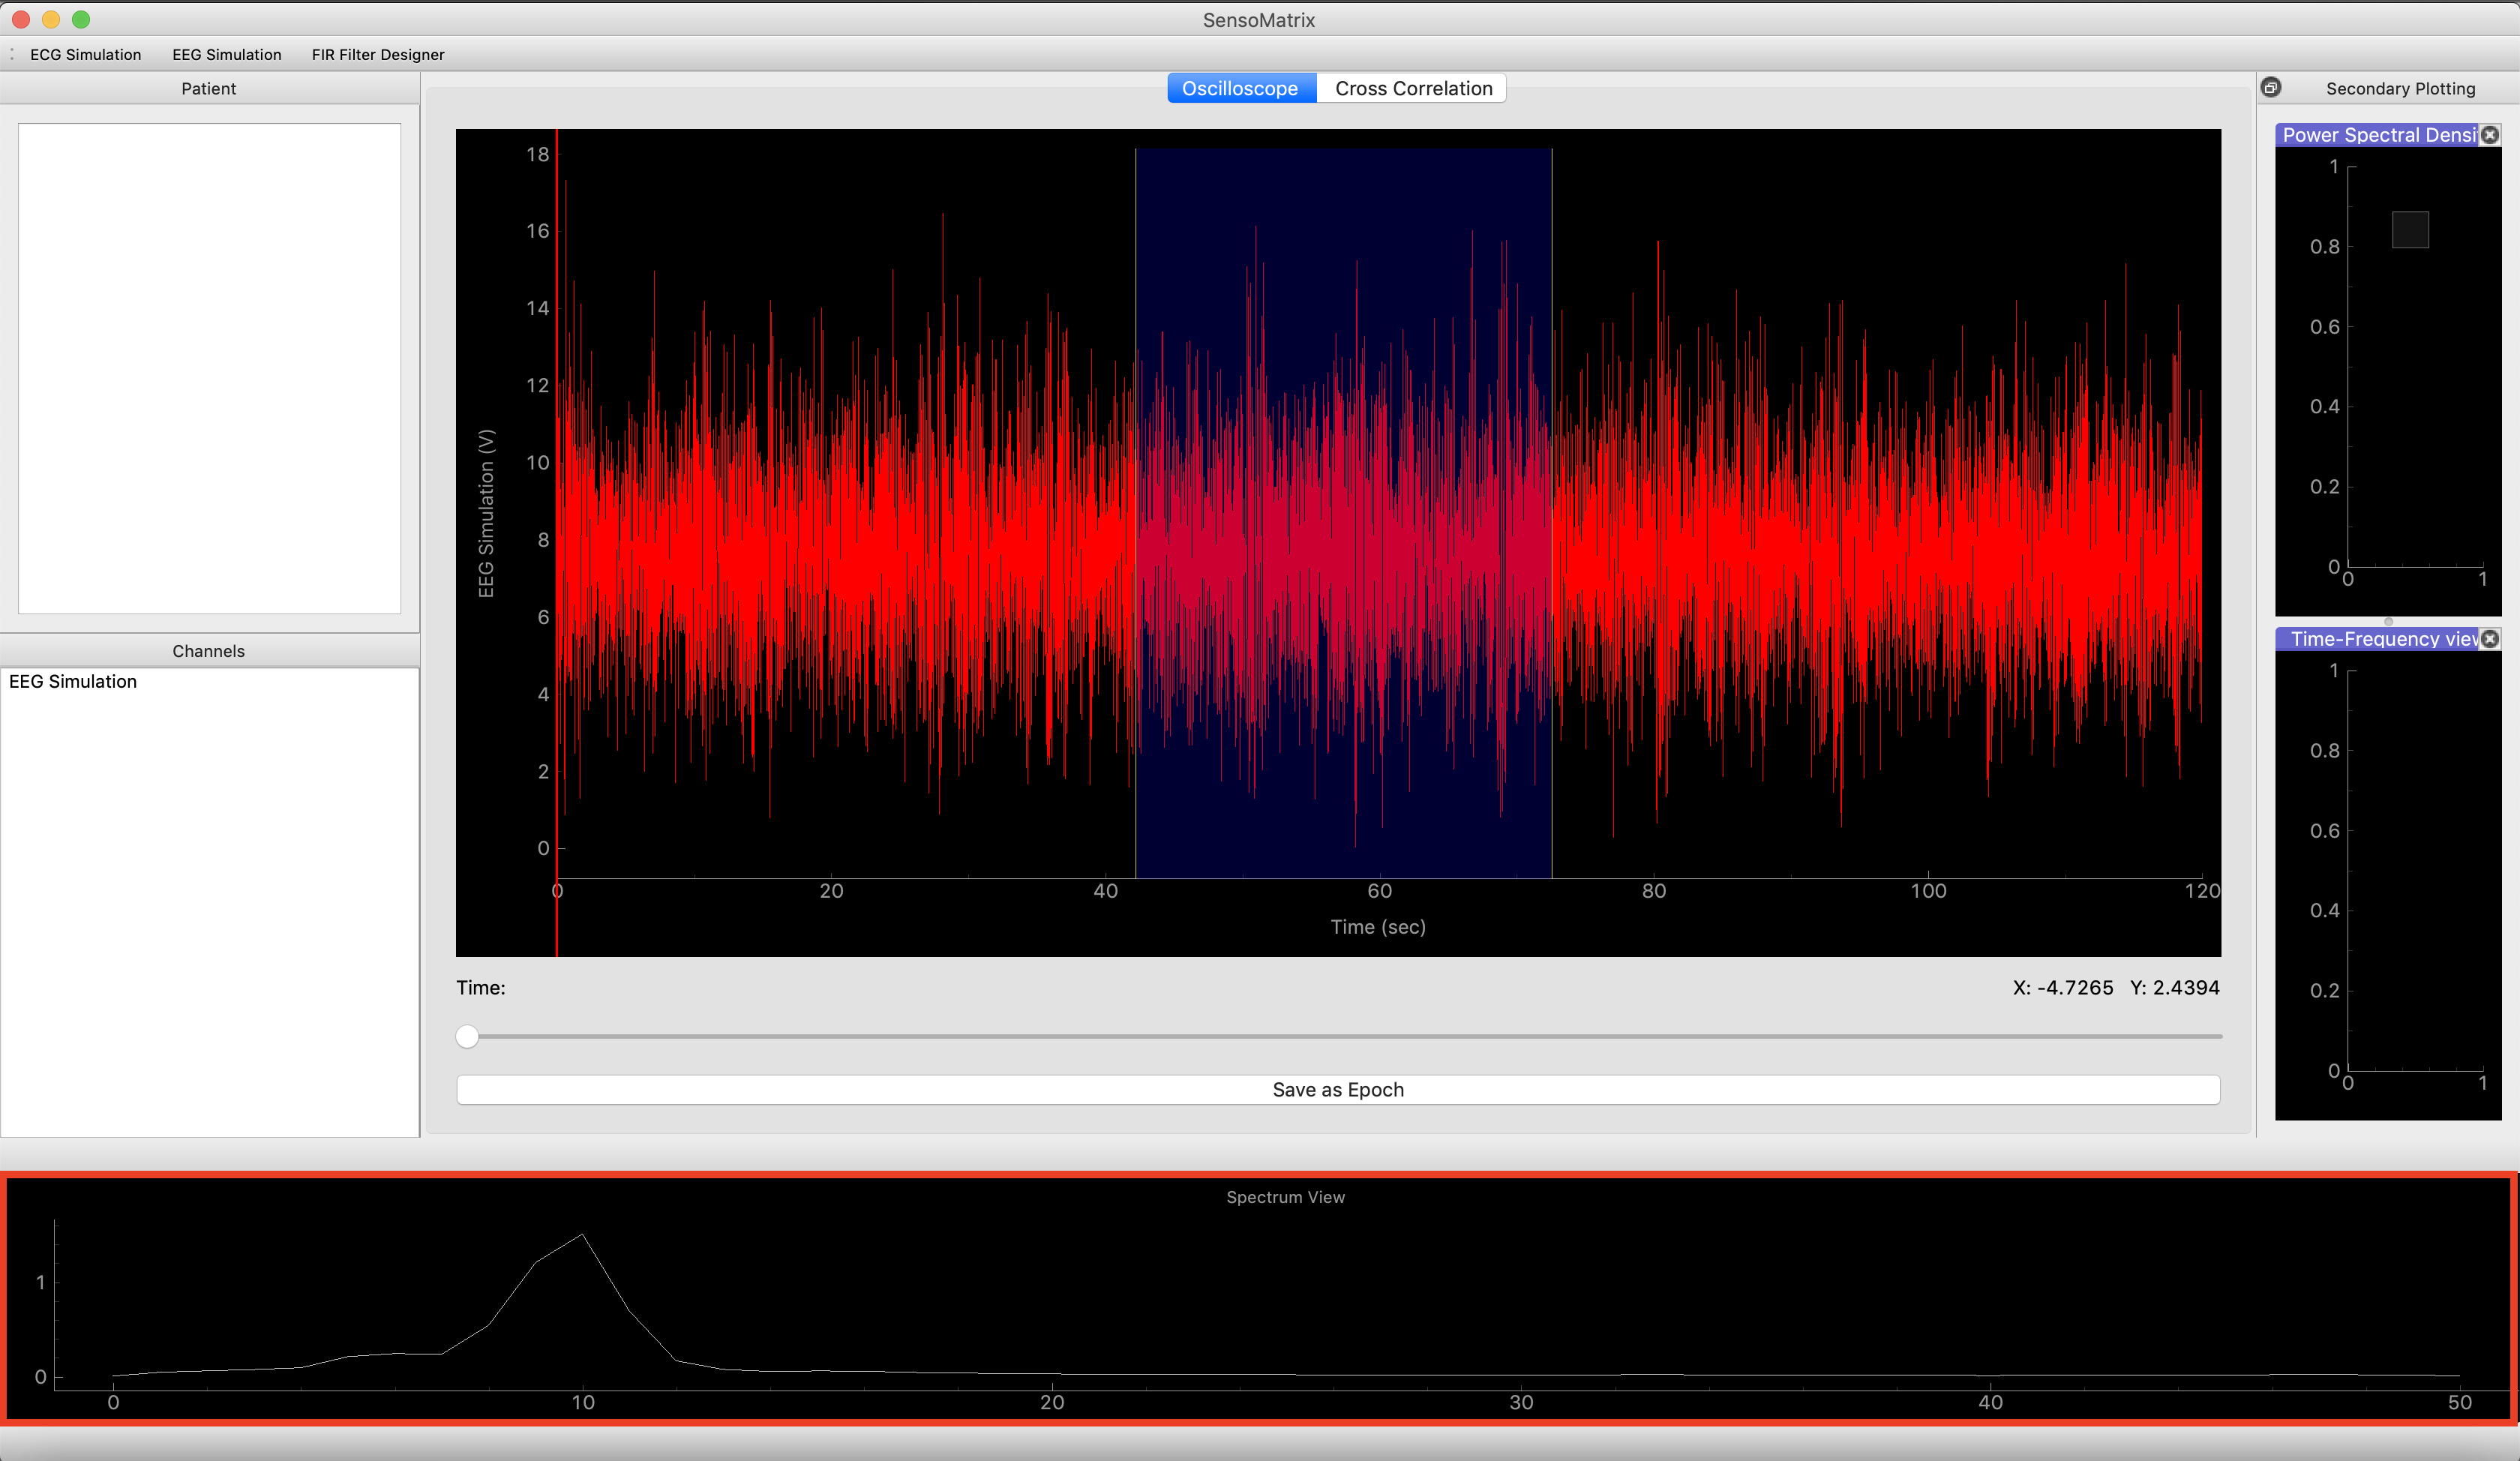 SensoMatrix
ECG Simulation EEG Simulation FIR Filter Designer
Patient
Channels
EEG Simulation
Oscilloscope Cross Correlation
18
16
14
12
10
8
6
4
2
0
EEG Simulation (V)
0 20 40 60 80 100 120
Time (sec)
Time: X: -4.7265 Y: 2.4394
Save as Epoch
Secondary Plotting
Power Spectral Densi
1
0.8
0.6
0.4
0.2
0
0 1
Time-Frequency view
1
0.8
0.6
0.4
0.2
0
0 1
Spectrum View
1
0
0 10 20 30 40 50